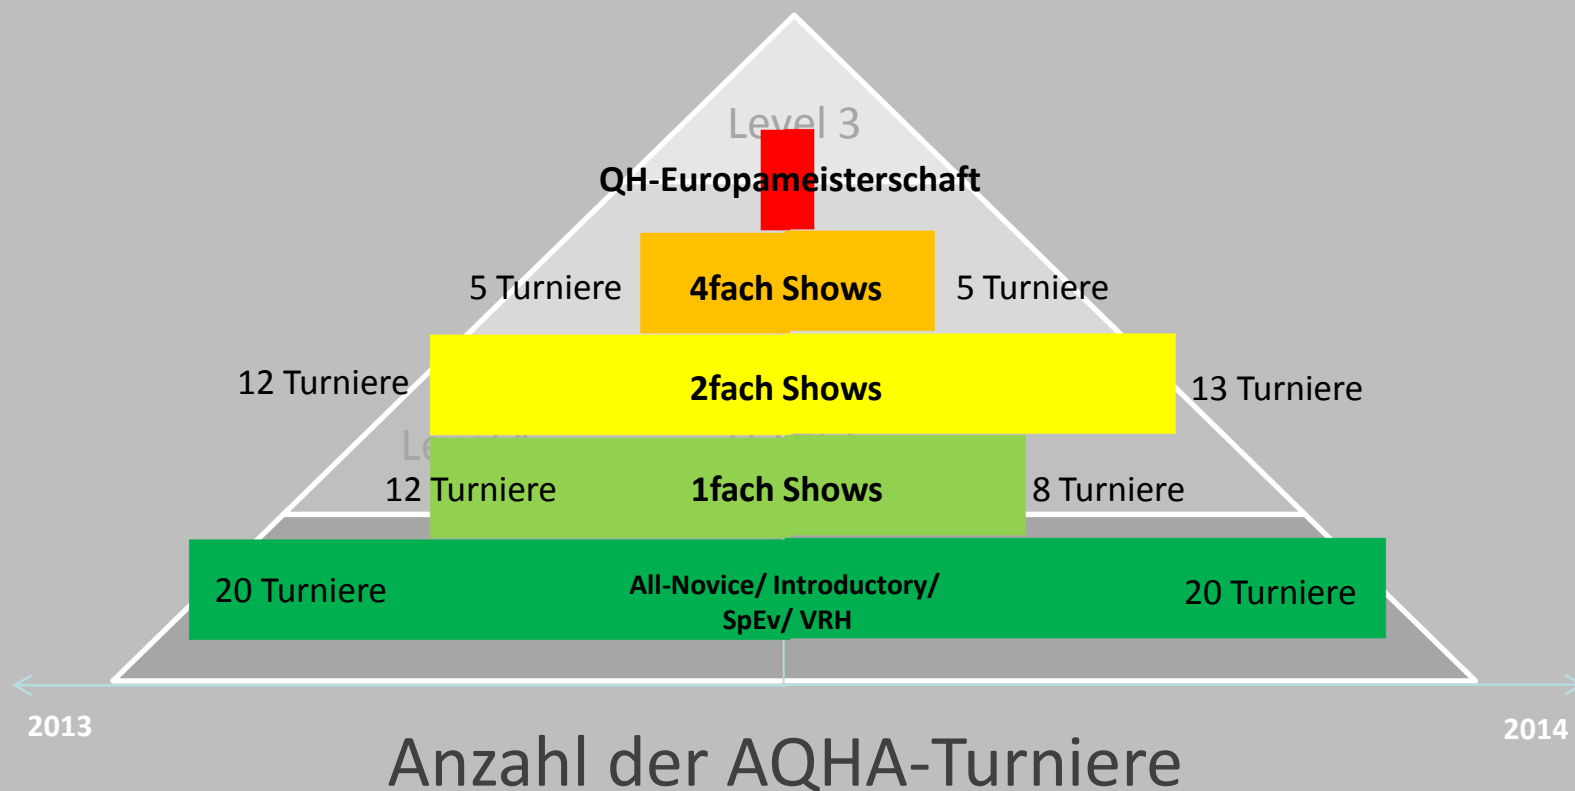 Level 3
QH-Europameisterschaft
5 Turniere 4fach Shows 5 Turniere
12 Turniere 2fach Shows 13 Turniere
12 Turniere 1fach Shows 8 Turniere
20 Turniere All-Novice/ Introductory/ 20 Turniere
SpEv/ VRH
2013 2014
Anzahl der AQHA-Turniere